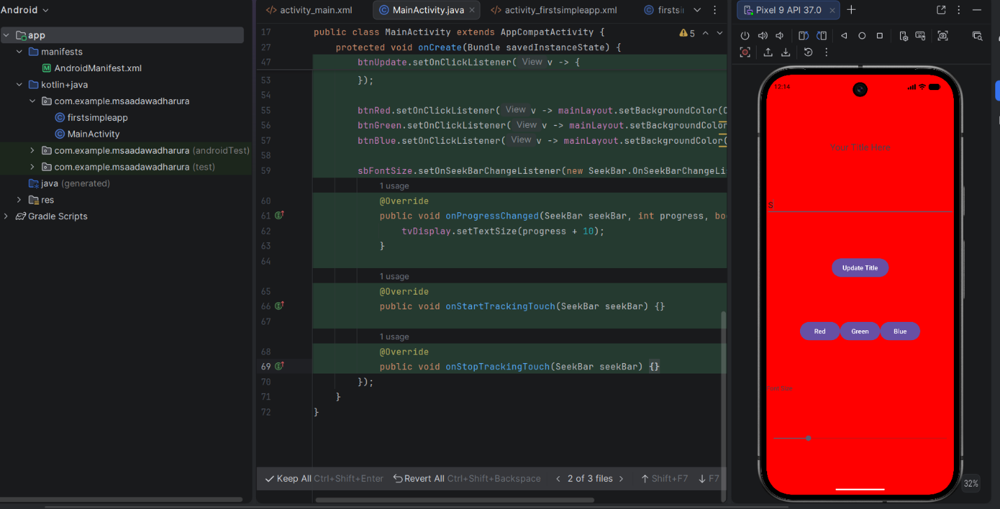 Android
app
manifests
AndroidManifest.xml
kotlin+java
com.example.msaadawadharura
firstsimpleapp
MainActivity
com.example.msaadawadharura (androidTest)
com.example.msaadawadharura (test)
java (generated)
res
Gradle Scripts
activity_main.xml
MainActivity.java
activity_firstsimpleapp.xml
firstsi
5
17 public class MainActivity extends AppCompatActivity {
27 protected void onCreate(Bundle savedInstanceState) {
47 btnUpdate.setOnClickListener( View v -> {
53 });
54
55 btnRed.setOnClickListener( View v -> mainLayout.setBackgroundColor(
56 btnGreen.setOnClickListener( View v -> mainLayout.setBackgroundColor
57 btnBlue.setOnClickListener( View v -> mainLayout.setBackgroundColor(
58
59 sbFontSize.setOnSeekBarChangeListener(new SeekBar.OnSeekBarChangeLi
1 usage
60 @Override
61 public void onProgressChanged(SeekBar seekBar, int progress, bo
62 tvDisplay.setTextSize(progress + 10);
63 }
64
1 usage
65 @Override
66 public void onStartTrackingTouch(SeekBar seekBar) {}
67
1 usage
68 @Override
69 public void onStopTrackingTouch(SeekBar seekBar) {}
70 });
71 }
72 }
Keep All Ctrl+Shift+Enter Revert All Ctrl+Shift+Backspace 2 of 3 files Shift+F7 F7
Pixel 9 API 37.0
12:14
Your Title Here
S
Update Title
Red Green Blue
32%